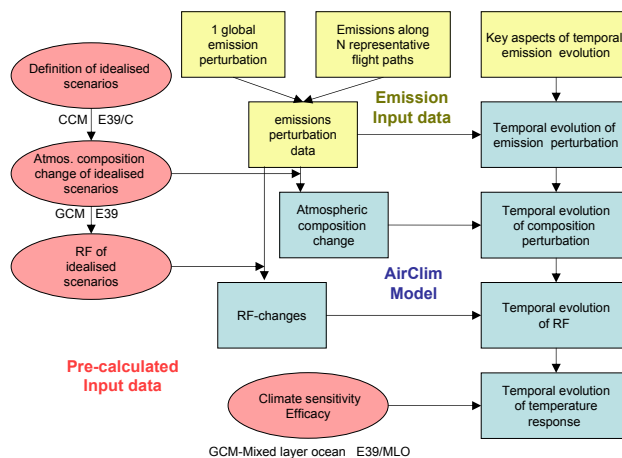 1 global
emission
perturbation
Emissions along
N representative
flight paths
Key aspects of temporal
emission evolution
Definition of idealised
scenarios
Emission
Input data
CCM E39/C
emissions
perturbation
data
Temporal evolution of
emission perturbation
Atmos. composition
change of idealised
scenarios
GCM E39
Atmospheric
composition
change
Temporal evolution
of composition
perturbation
RF of
idealised
scenarios
AirClim
Model
RF-changes
Temporal evolution
of RF
Pre-calculated
Input data
Climate sensitivity
Efficacy
Temporal evolution
of temperature
response
GCM-Mixed layer ocean E39/MLO